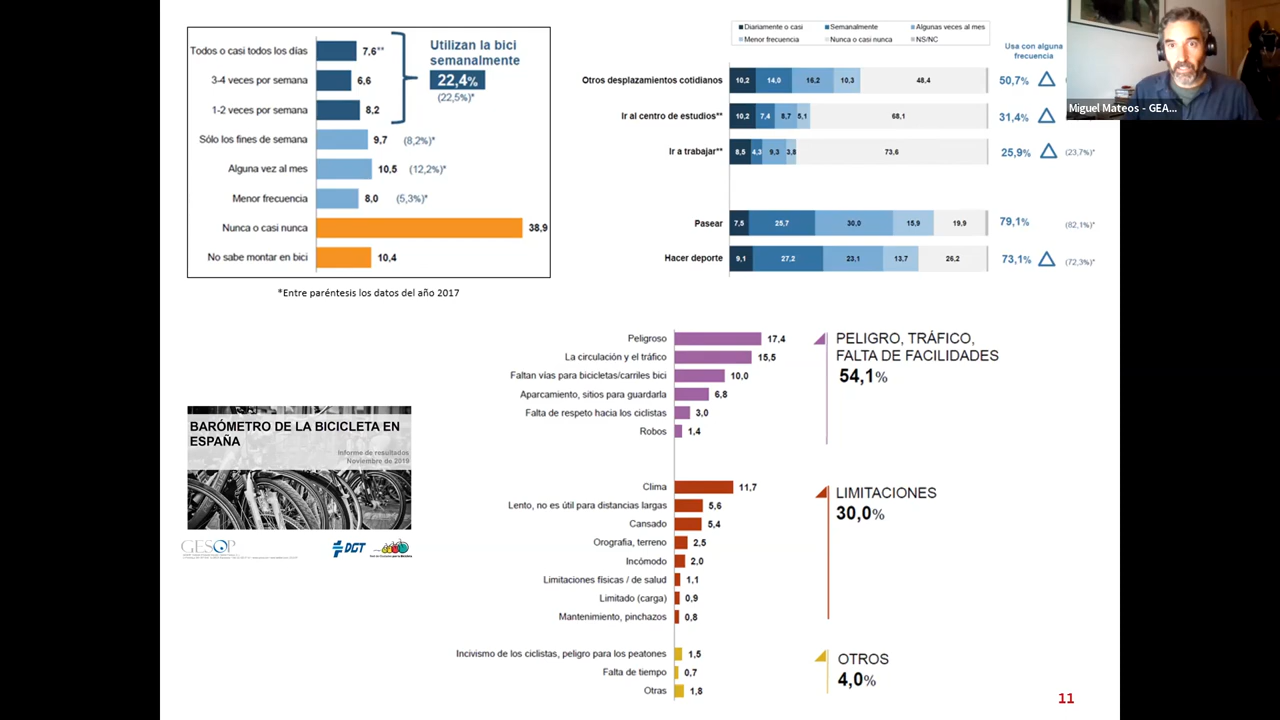 Todos o casi todos los días 7,6**
3-4 veces por semana 6,6
1-2 veces por semana 8,2
Sólo los fines de semana 9,7 (8,2%)*
Alguna vez al mes 10,5 (12,2%)*
Menor frecuencia 8,0 (5,3%)*
Nunca o casi nunca 38,9
No sabe montar en bici 10,4
Utilizan la bici
semanalmente
22,4%
(22,5%)*
*Entre paréntesis los datos del año 2017
Diariamente o casi Semanalmente Algunas veces al mes
Menor frecuencia Nunca o casi nunca NS/NC
Usa con alguna
frecuencia
Otros desplazamientos cotidianos 10,2 14,0 16,2 10,3 48,4 50,7%
Ir al centro de estudios** 10,2 7,4 8,7 5,1 68,1 31,4%
Ir a trabajar** 8,5 4,3 9,3 3,8 73,6 25,9% (23,7%)*
Pasear 7,5 25,7 30,0 15,9 19,9 79,1% (82,1%)*
Hacer deporte 9,1 27,2 23,1 13,7 26,2 73,1% (72,3%)*
Miguel Mateos - GEA...
Peligroso 17,4
La circulación y el tráfico 15,5
Faltan vías para bicicletas/carriles bici 10,0
Aparcamiento, sitios para guardarla 6,8
Falta de respeto hacia los ciclistas 3,0
Robos 1,4
PELIGRO, TRÁFICO,
FALTA DE FACILIDADES
54,1%
Clima 11,7
Lento, no es útil para distancias largas 5,6
Cansado 5,4
Orografia, terreno 2,5
Incómodo 2,0
Limitaciones físicas / de salud 1,1
Limitado (carga) 0,9
Mantenimiento, pinchazos 0,8
LIMITACIONES
30,0%
Incivismo de los ciclistas, peligro para los peatones 1,5
Falta de tiempo 0,7
Otras 1,8
OTROS
4,0%
BARÓMETRO DE LA BICICLETA EN
ESPAÑA
Informe de resultados
Noviembre de 2019
GESOP
DGT
11